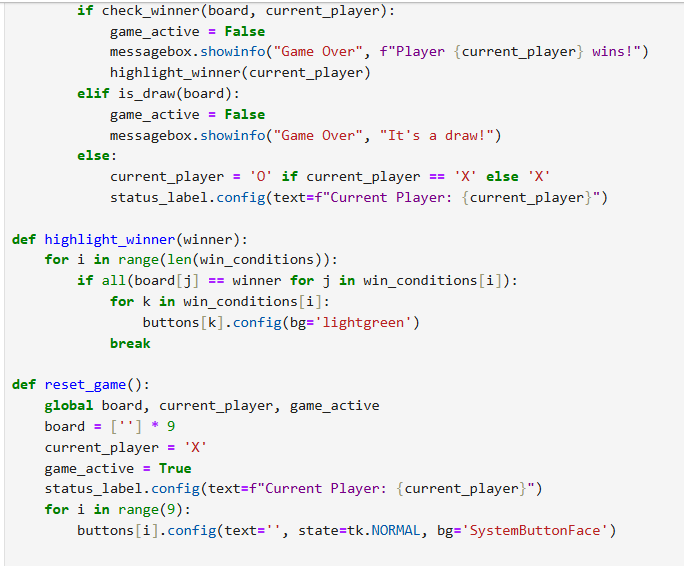 if check_winner(board, current_player):
            game_active = False
            messagebox.showinfo("Game Over", f"Player {current_player} wins!")
            highlight_winner(current_player)
        elif is_draw(board):
            game_active = False
            messagebox.showinfo("Game Over", "It's a draw!")
        else:
            current_player = 'O' if current_player == 'X' else 'X'
            status_label.config(text=f"Current Player: {current_player}")

def highlight_winner(winner):
    for i in range(len(win_conditions)):
        if all(board[j] == winner for j in win_conditions[i]):
            for k in win_conditions[i]:
                buttons[k].config(bg='lightgreen')
            break

def reset_game():
    global board, current_player, game_active
    board = [''] * 9
    current_player = 'X'
    game_active = True
    status_label.config(text=f"Current Player: {current_player}")
    for i in range(9):
        buttons[i].config(text='', state=tk.NORMAL, bg='SystemButtonFace')